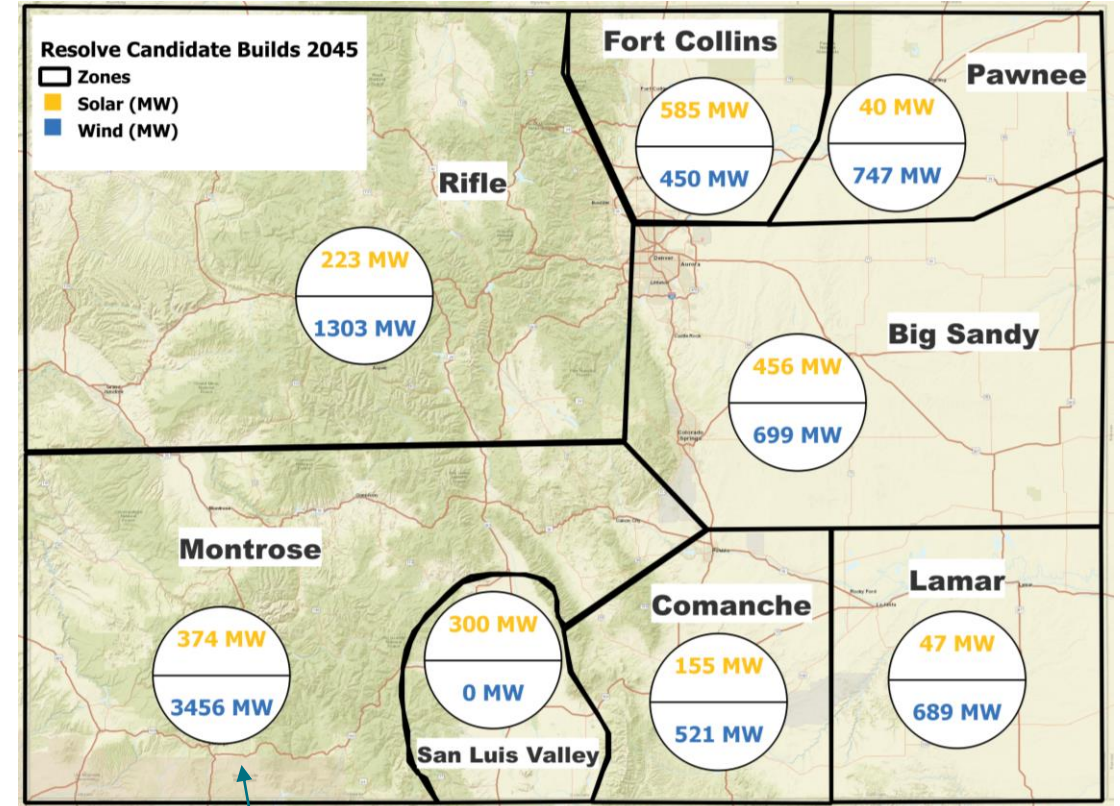 Resolve Candidate Builds 2045
Zones
Solar (MW)
Wind (MW)
Fort Collins
585 MW
450 MW
Pawnee
40 MW
747 MW
Rifle
223 MW
1303 MW
Big Sandy
456 MW
699 MW
Denver
Aurora
Montrose
374 MW
3456 MW
300 MW
0 MW
San Luis Valley
Comanche
155 MW
521 MW
Lamar
47 MW
689 MW